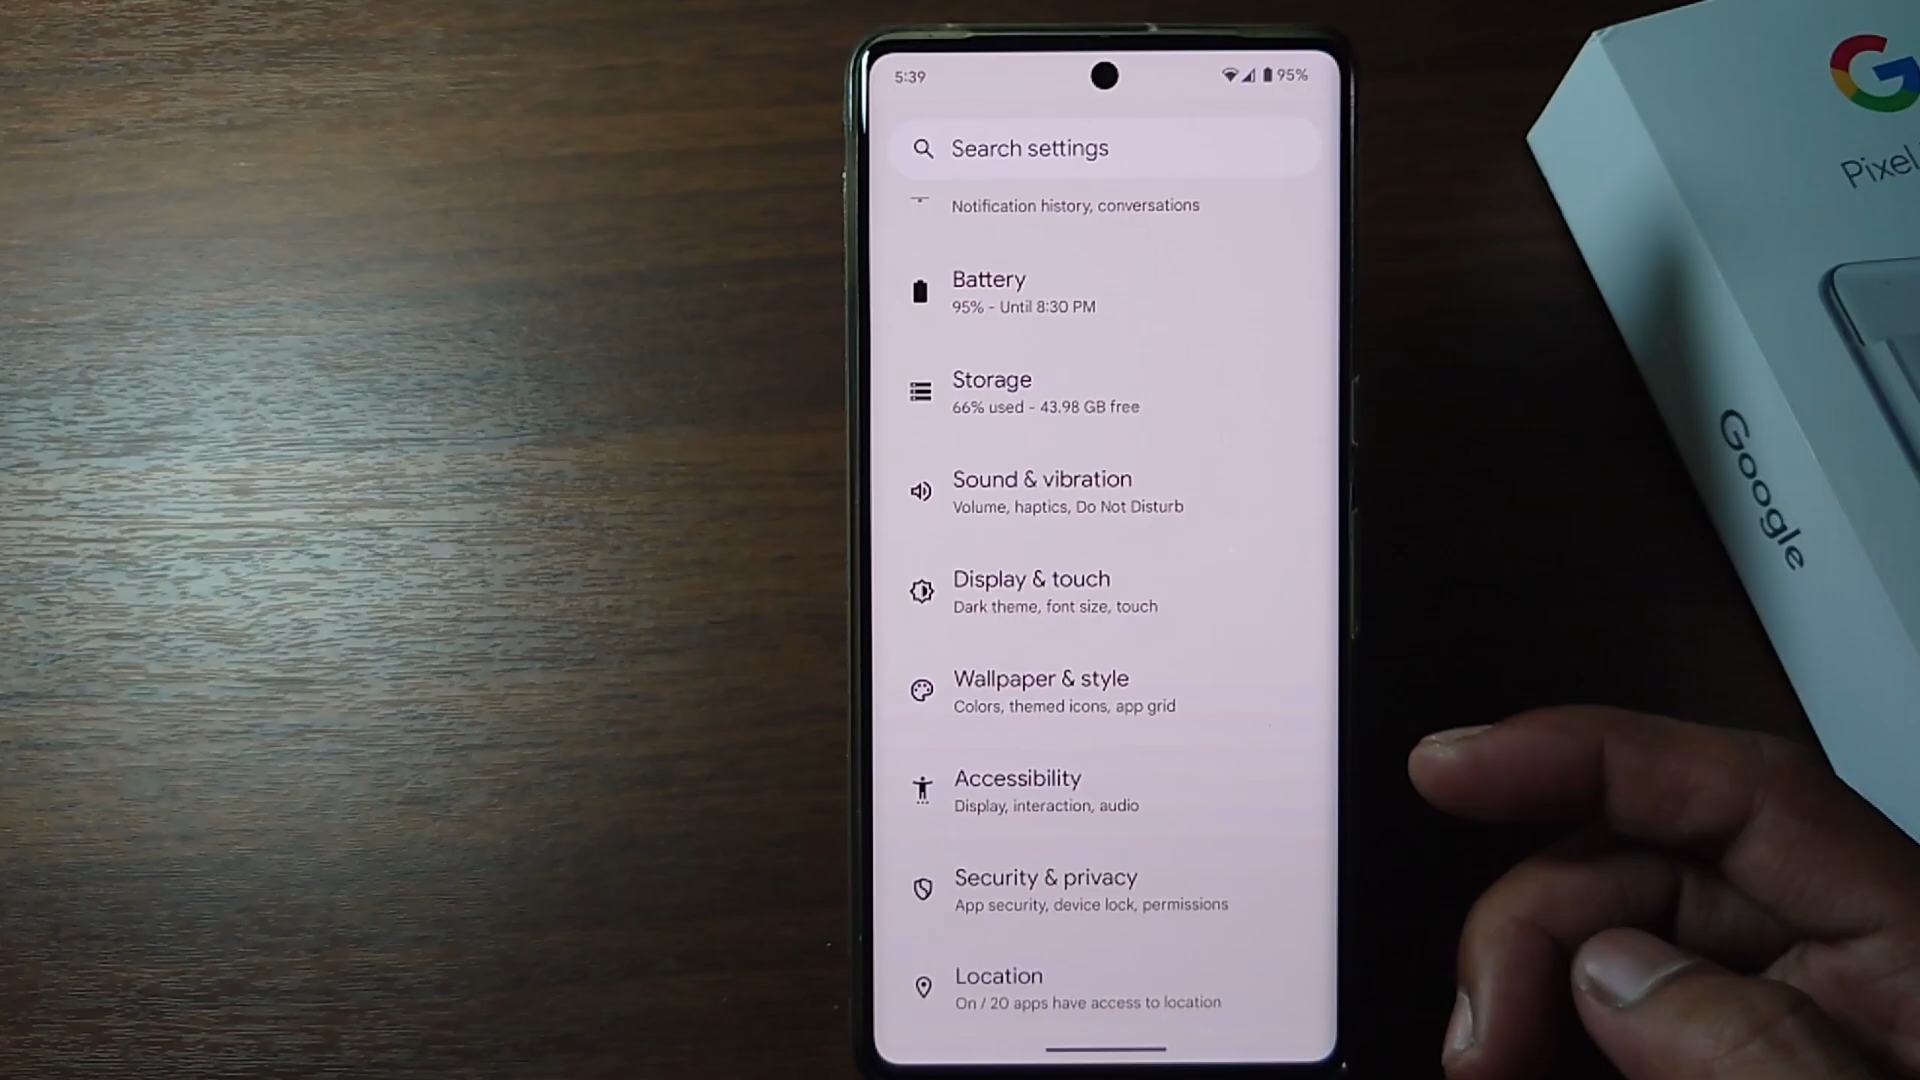 5:39
95%
Search settings
Notification history, conversations
Battery
95% - Until 8:30 PM
Storage
66% used - 43.98 GB free
Sound & vibration
Volume, haptics, Do Not Disturb
Display & touch
Dark theme, font size, touch
Wallpaper & style
Colors, themed icons, app grid
Accessibility
Display, interaction, audio
Security & privacy
App security, device lock, permissions
Location
On / 20 apps have access to location
G
Pixel
Google